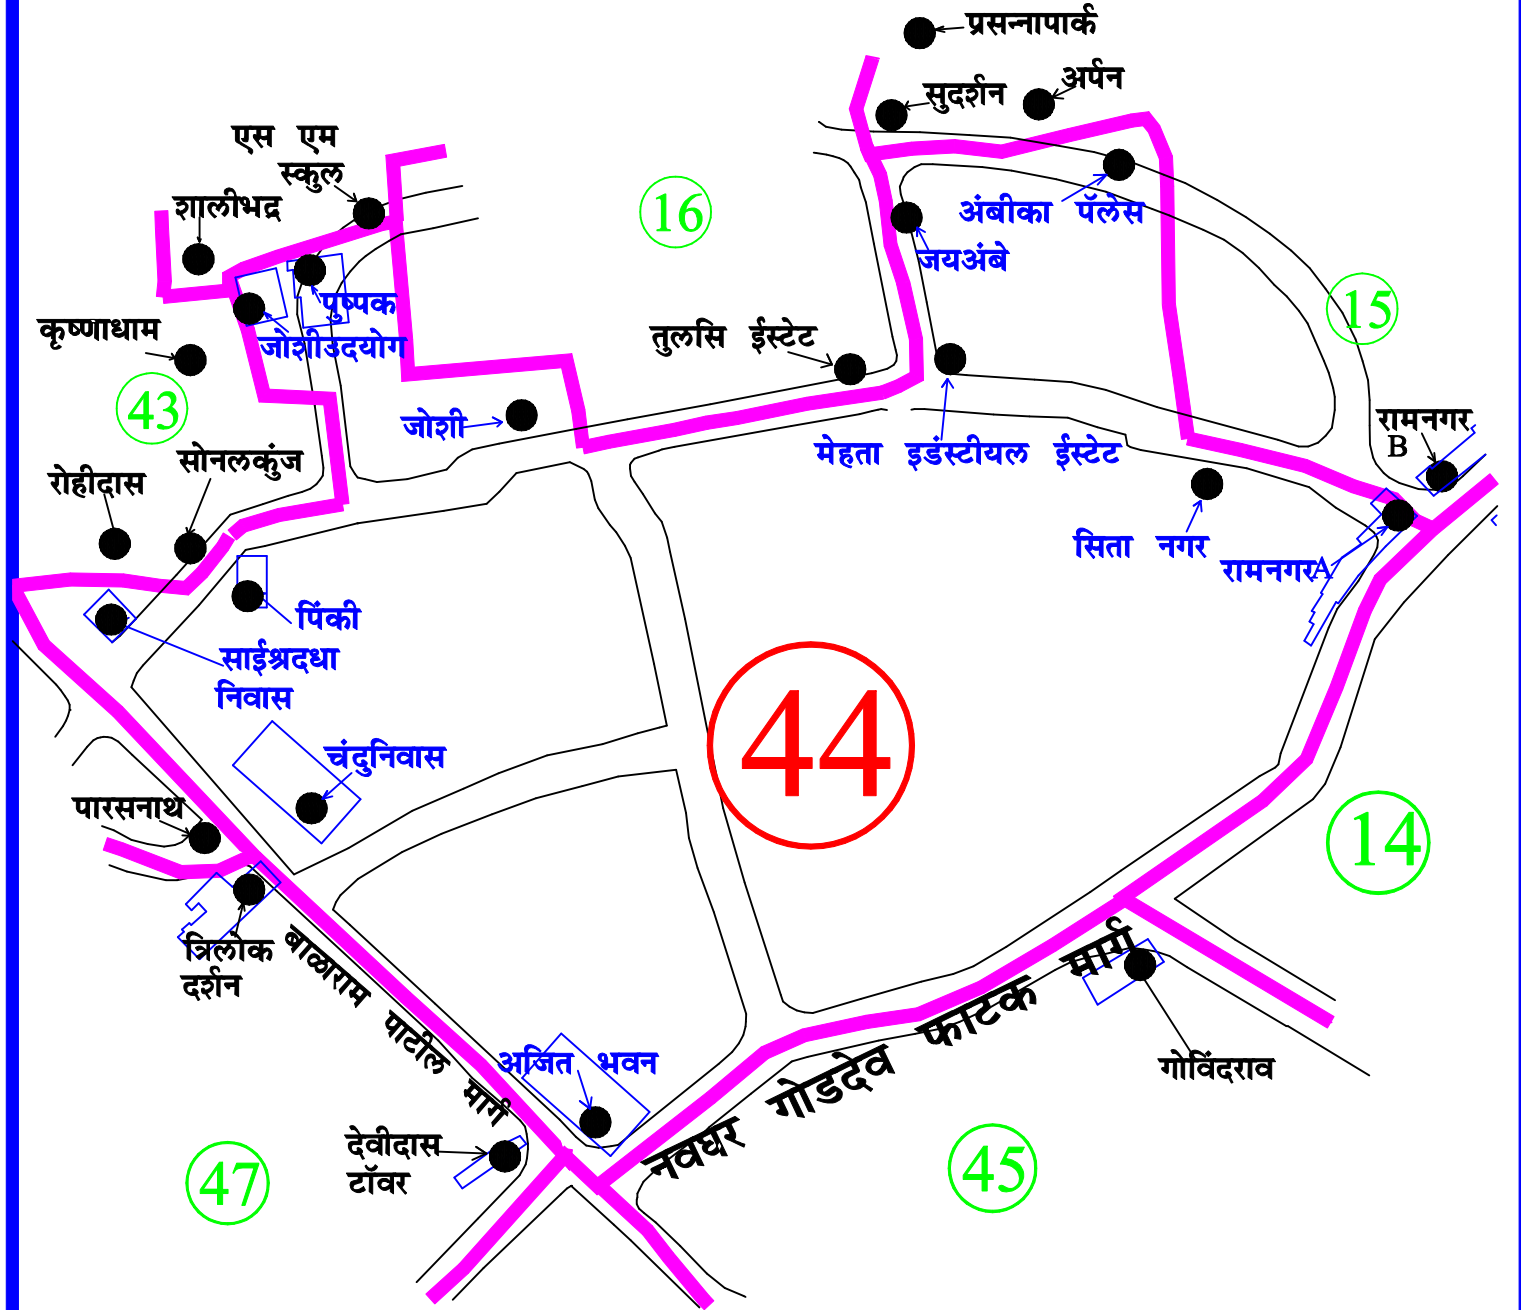 प्रसन्नापार्क
अर्पन
सुदर्शन
एस एम
स्कुल
शालीभद्र
16
अंबीका पॅलेस
जयअंबे
15
पुष्पक
कृष्णाधाम
जोशीउदयोग
तुलसि ईस्टेट
43
जोशी
रामनगर
B
मेहता इडंस्टीयल ईस्टेट
सोनलकुंज
रोहीदास
सिता नगर
रामनगर A
पिंकी
साईश्रदधा
निवास
44
चंदुनिवास
पारसनाथ
14
त्रिलोक
दर्शन
बाळाराम पाटील मार्ग
नवघर गोडदेव फाटक मार्ग
गोविंदराव
अजित भवन
देवीदास
टॉवर
47
45